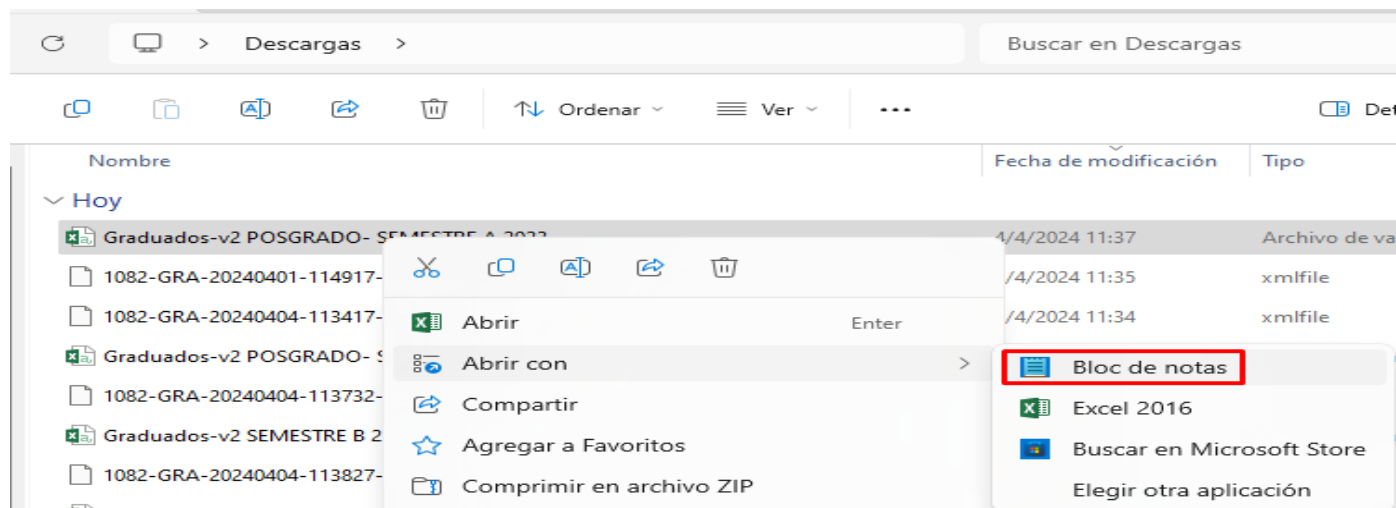 Descargas
Buscar en Descargas
Ordenar
Ver
Det
Nombre
Fecha de modificación
Tipo
Hoy
Graduados-v2 POSGRADO- SEMESTRE A 2023
4/4/2024 11:37
Archivo de va
1082-GRA-20240401-114917-
/4/2024 11:35
xmlfile
1082-GRA-20240404-113417-
/4/2024 11:34
xmlfile
Abrir
Enter
Graduados-v2 POSGRADO- S
Abrir con
Bloc de notas
1082-GRA-20240404-113732-
Compartir
Excel 2016
Graduados-v2 SEMESTRE B 2
Agregar a Favoritos
Buscar en Microsoft Store
1082-GRA-20240404-113827-
Comprimir en archivo ZIP
Elegir otra aplicación